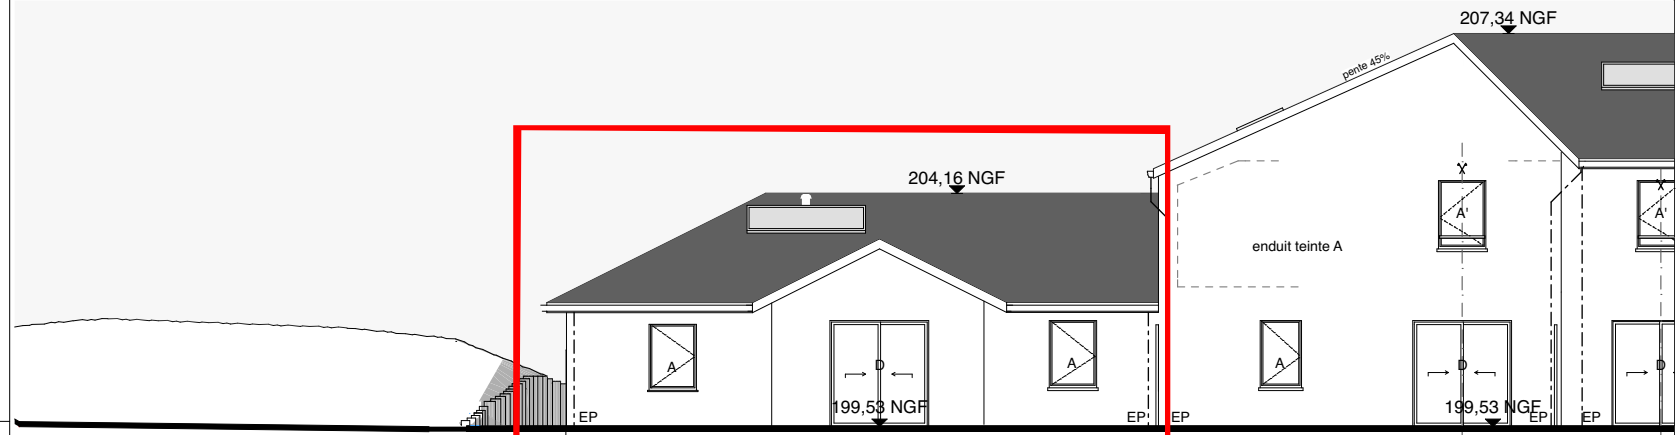 207,34 NGF
pente 45%
204,16 NGF
A'
A'
enduit teinte A
A
D
A
A
D
D
199,53 NGF
199,53 NGF
EP
EP
EP
EP
EP